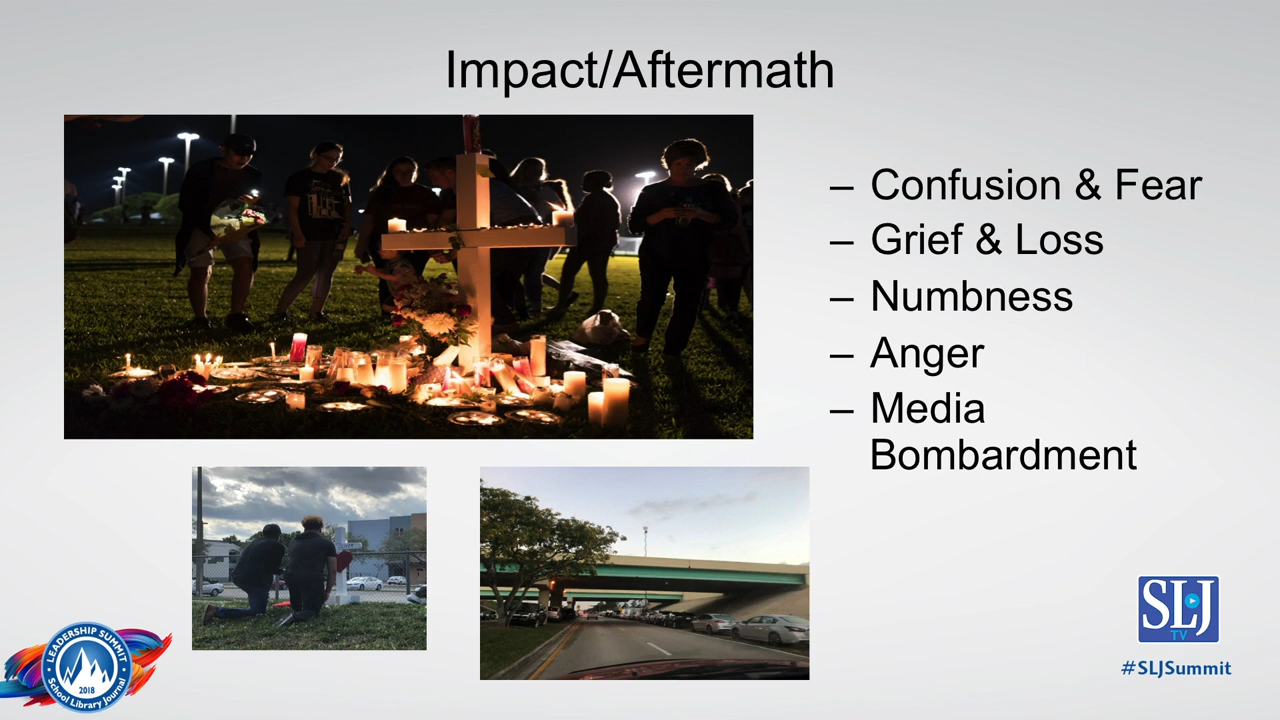 Impact/Aftermath
– Confusion & Fear
– Grief & Loss
– Numbness
– Anger
– Media
Bombardment
LEADERSHIP SUMMIT
2018
School Library Journal
SLJ
TV
#SLJSummit